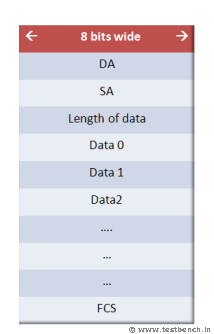 ← 8 bits wide →
DA
SA
Length of data
Data 0
Data 1
Data2
....
...
...
FCS
© www.testbench.in